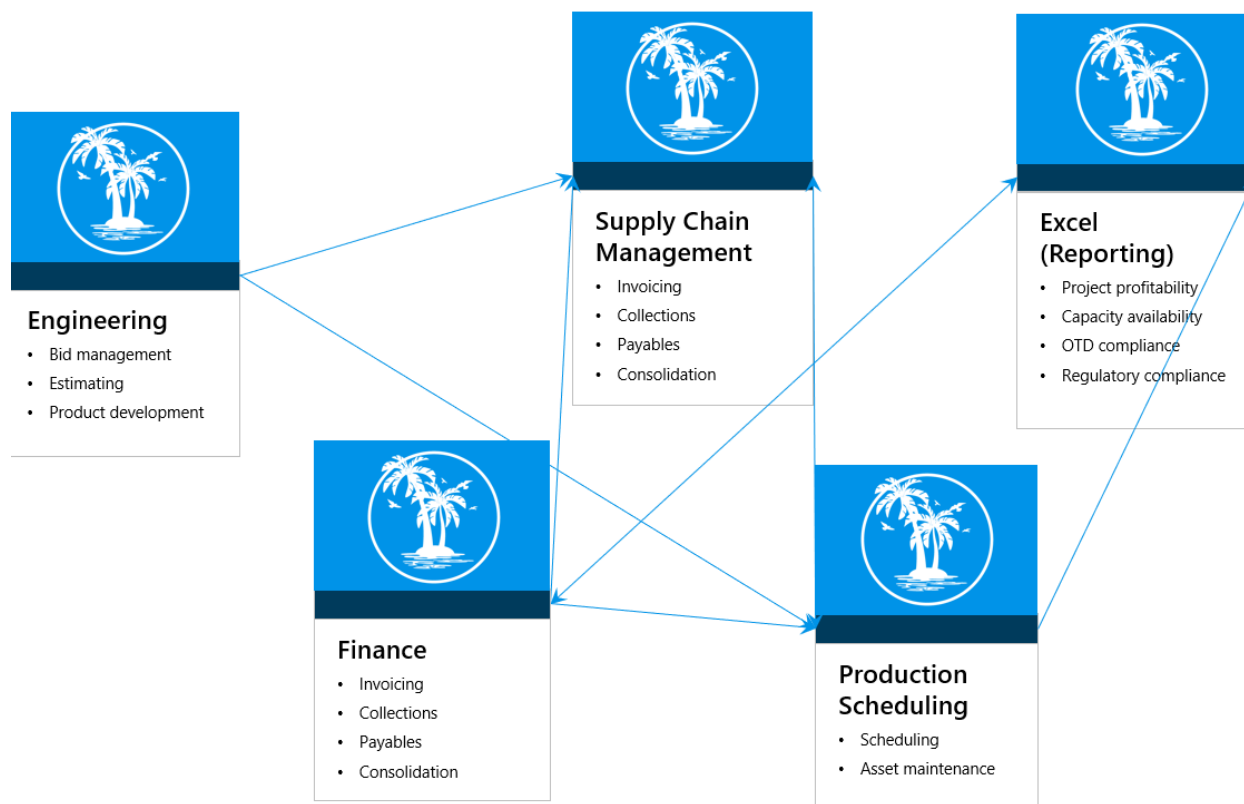 Engineering
• Bid management
• Estimating
• Product development
Finance
• Invoicing
• Collections
• Payables
• Consolidation
Supply Chain
Management
• Invoicing
• Collections
• Payables
• Consolidation
Production
Scheduling
• Scheduling
• Asset maintenance
Excel
(Reporting)
• Project profitability
• Capacity availability
• OTD compliance
• Regulatory compliance